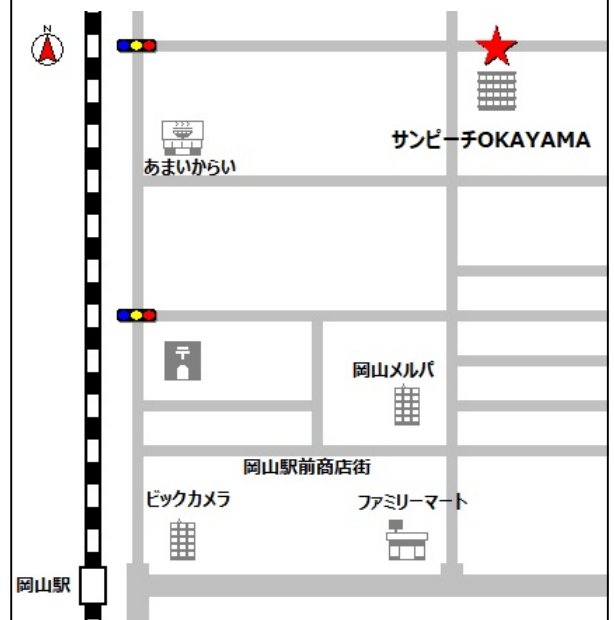 N
サンピーチOKAYAMA
あまいからい
〒
岡山メルパ
岡山駅前商店街
ビックカメラ
ファミリーマート
岡山駅